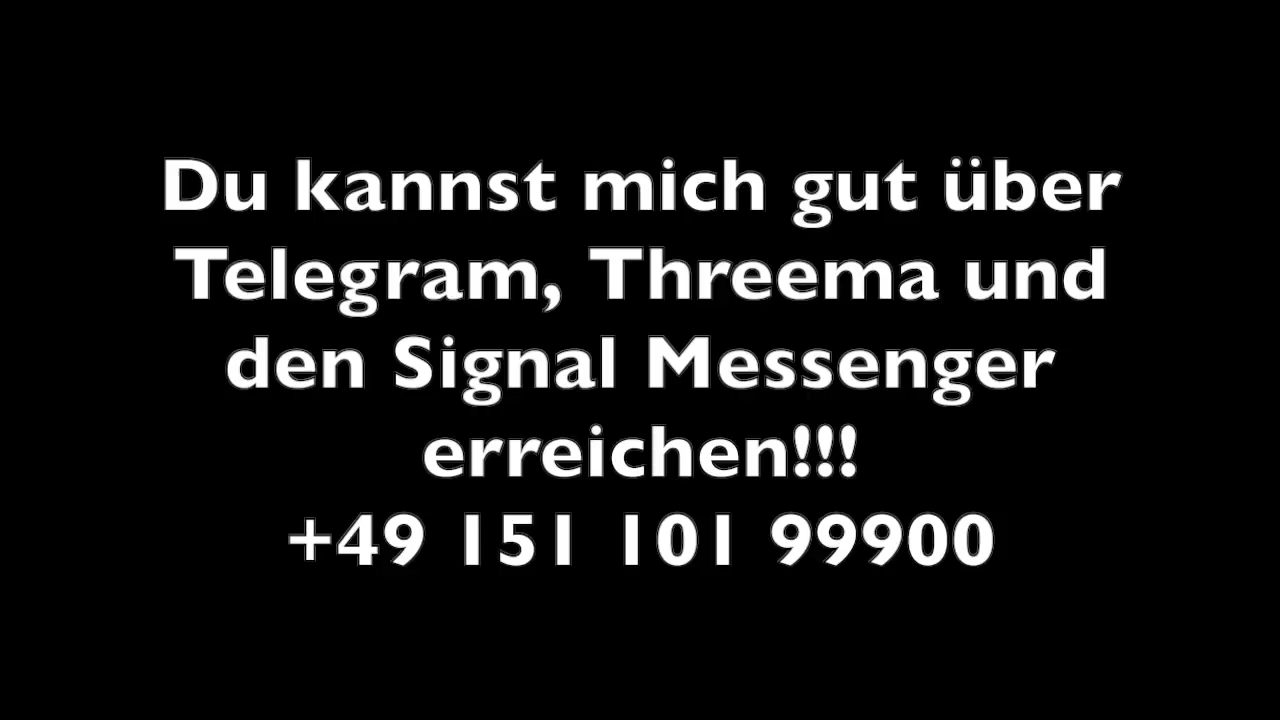 Du kannst mich gut über
Telegram, Threema und
den Signal Messenger
erreichen!!!
+49 151 101 99900